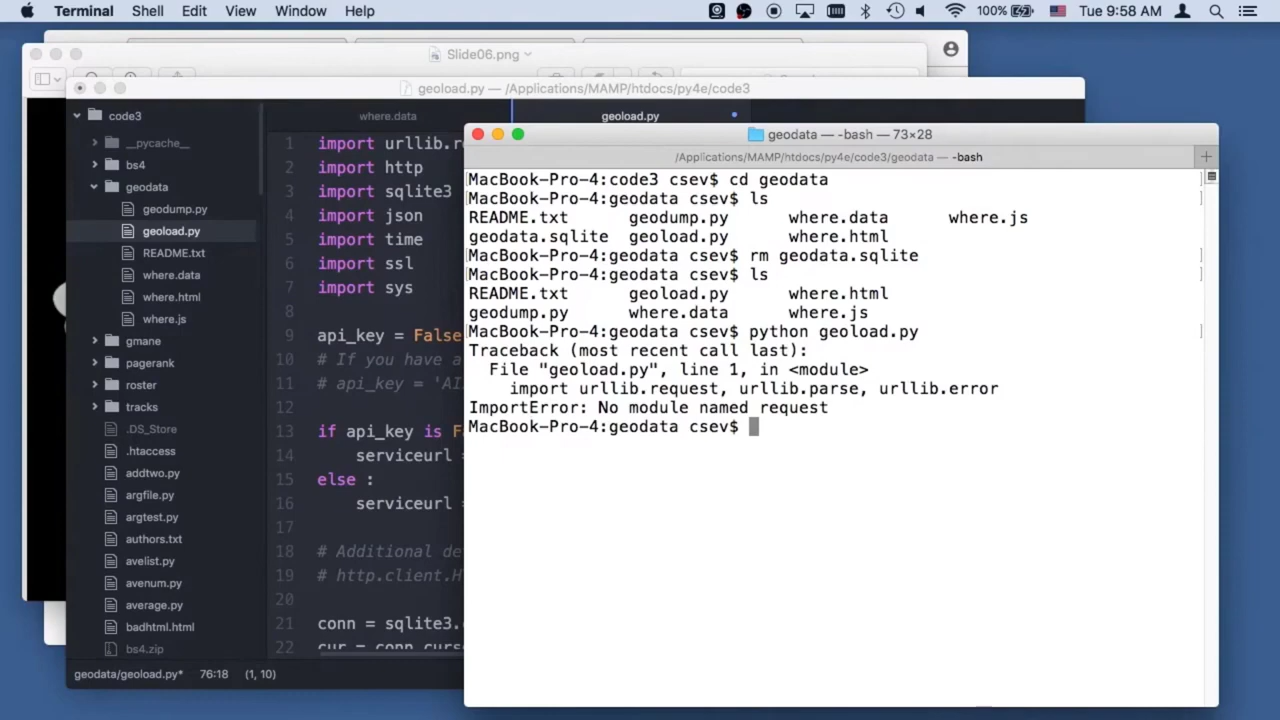 Terminal Shell Edit View Window Help 100% Tue 9:58 AM
Slide06.png
geoload.py — /Applications/MAMP/htdocs/py4e/code3
code3
__pycache__
bs4
geodata
geodump.py
geoload.py
README.txt
where.data
where.html
where.js
gmane
pagerank
roster
tracks
.DS_Store
.htaccess
addtwo.py
argfile.py
argtest.py
authors.txt
avelist.py
avenum.py
average.py
badhtml.html
bs4.zip
where.data geoload.py
1 import urllib.r
2 import http
3 import sqlite3
4 import json
5 import time
6 import ssl
7 import sys
8
9 api_key = False
10 # If you have a
11 # api_key = 'AI
12
13 if api_key is F
14 serviceurl =
15 else :
16 serviceurl =
17
18 # Additional de
19 # http.client.H
20
21 conn = sqlite3.
22 cur = conn.curs
geodata/geoload.py* 76:18 (1, 10)
geodata — -bash — 73×28
/Applications/MAMP/htdocs/py4e/code3/geodata — -bash
MacBook-Pro-4:code3 csev$ cd geodata
MacBook-Pro-4:geodata csev$ ls
README.txt geodump.py where.data where.js
geodata.sqlite geoload.py where.html
MacBook-Pro-4:geodata csev$ rm geodata.sqlite
MacBook-Pro-4:geodata csev$ ls
README.txt geoload.py where.html
geodump.py where.data where.js
MacBook-Pro-4:geodata csev$ python geoload.py
Traceback (most recent call last):
File "geoload.py", line 1, in <module>
import urllib.request, urllib.parse, urllib.error
ImportError: No module named request
MacBook-Pro-4:geodata csev$